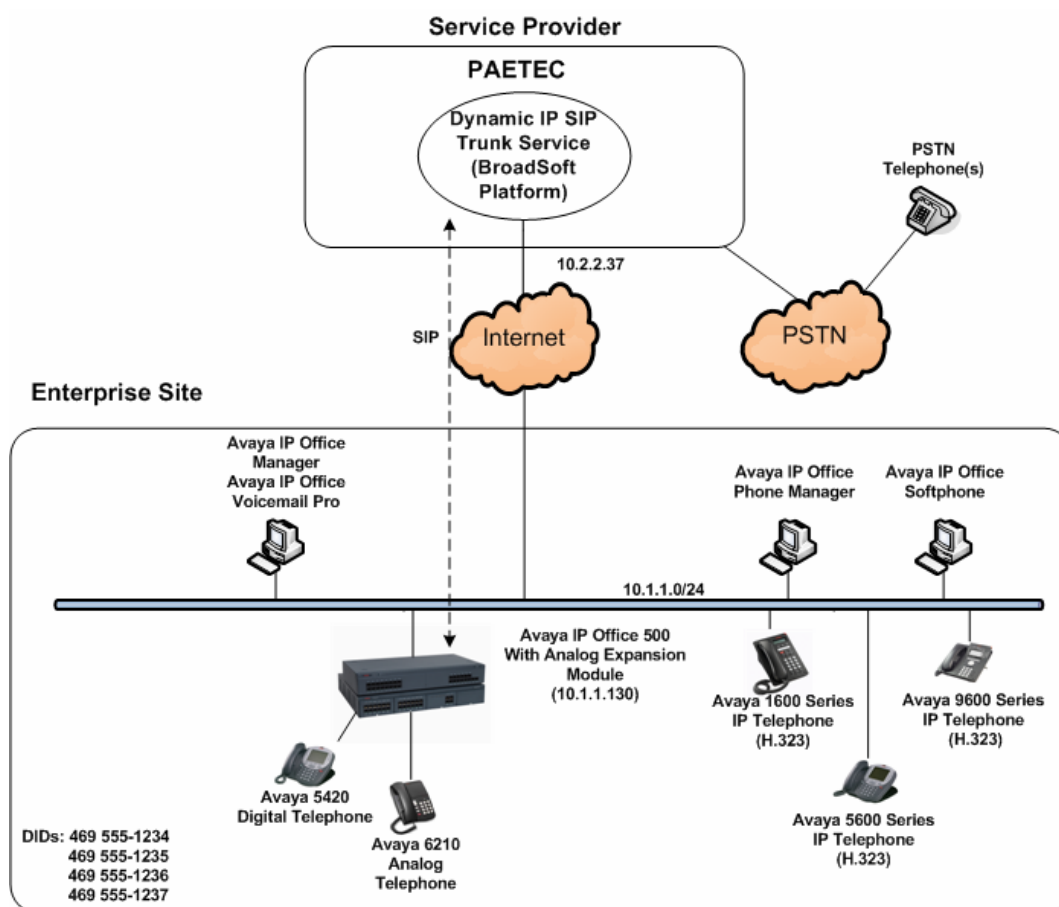 Service Provider
PAETEC
Dynamic IP SIP
Trunk Service
(BroadSoft
Platform)
PSTN
Telephone(s)
10.2.2.37
SIP
Internet
PSTN
Enterprise Site
Avaya IP Office
Manager
Avaya IP Office
Voicemail Pro
Avaya IP Office
Phone Manager
Avaya IP Office
Softphone
10.1.1.0/24
Avaya IP Office 500
With Analog Expansion
Module
(10.1.1.130)
Avaya 1600 Series
IP Telephone
(H.323)
Avaya 9600 Series
IP Telephone
(H.323)
Avaya 5420
Digital Telephone
Avaya 6210
Analog
Telephone
Avaya 5600 Series
IP Telephone
(H.323)
DIDs: 469 555-1234
469 555-1235
469 555-1236
469 555-1237